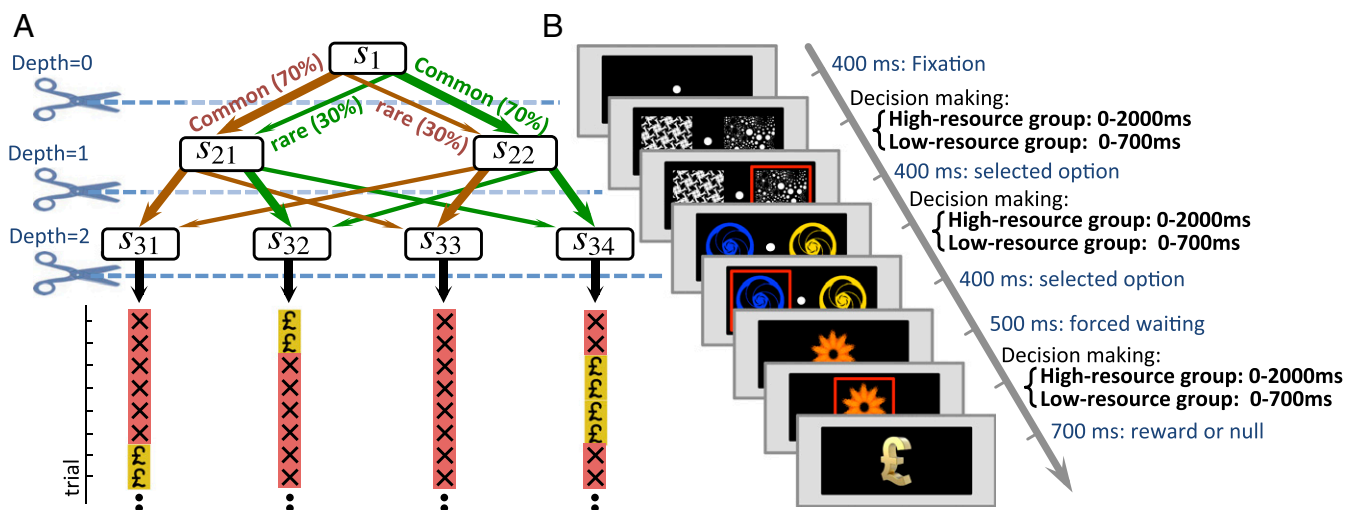 A
Depth=0
Common (70%)
rare (30%)
s1
Common (70%)
rare (30%)
Depth=1
s21
s22
Depth=2
s31
s32
s33
s34
trial
X £ X X
X £ X X
X X X £
X X X £
X X X £
X X X £
£ X X X
£ X X X
B
400 ms: Fixation
Decision making:
High-resource group: 0-2000ms
Low-resource group: 0-700ms
400 ms: selected option
Decision making:
High-resource group: 0-2000ms
Low-resource group: 0-700ms
400 ms: selected option
500 ms: forced waiting
Decision making:
High-resource group: 0-2000ms
Low-resource group: 0-700ms
700 ms: reward or null
£